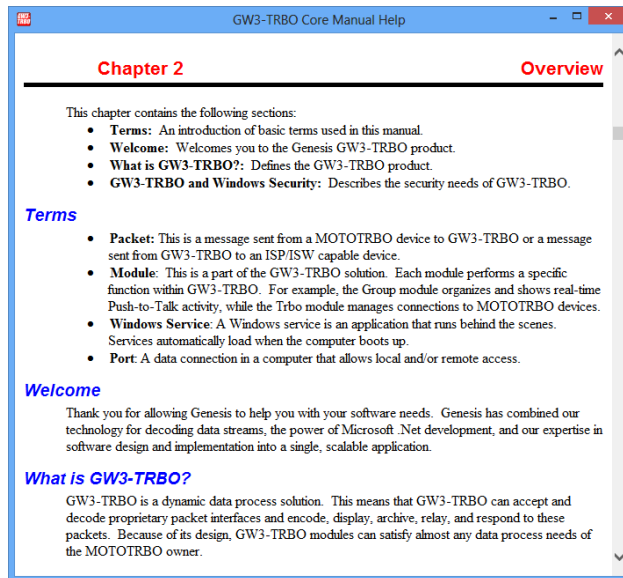 GW3-TRBO Core Manual Help
Chapter 2 Overview
This chapter contains the following sections:
• Terms: An introduction of basic terms used in this manual.
• Welcome: Welcomes you to the Genesis GW3-TRBO product.
• What is GW3-TRBO?: Defines the GW3-TRBO product.
• GW3-TRBO and Windows Security: Describes the security needs of GW3-TRBO.
Terms
• Packet: This is a message sent from a MOTOTRBO device to GW3-TRBO or a message
sent from GW3-TRBO to an ISP/ISW capable device.
• Module: This is a part of the GW3-TRBO solution. Each module performs a specific
function within GW3-TRBO. For example, the Group module organizes and shows real-time
Push-to-Talk activity, while the Trbo module manages connections to MOTOTRBO devices.
• Windows Service: A Windows service is an application that runs behind the scenes.
Services automatically load when the computer boots up.
• Port: A data connection in a computer that allows local and/or remote access.
Welcome
Thank you for allowing Genesis to help you with your software needs. Genesis has combined our
technology for decoding data streams, the power of Microsoft .Net development, and our expertise in
software design and implementation into a single, scalable application.
What is GW3-TRBO?
GW3-TRBO is a dynamic data process solution. This means that GW3-TRBO can accept and
decode proprietary packet interfaces and encode, display, archive, relay, and respond to these
packets. Because of its design, GW3-TRBO modules can satisfy almost any data process needs of
the MOTOTRBO owner.